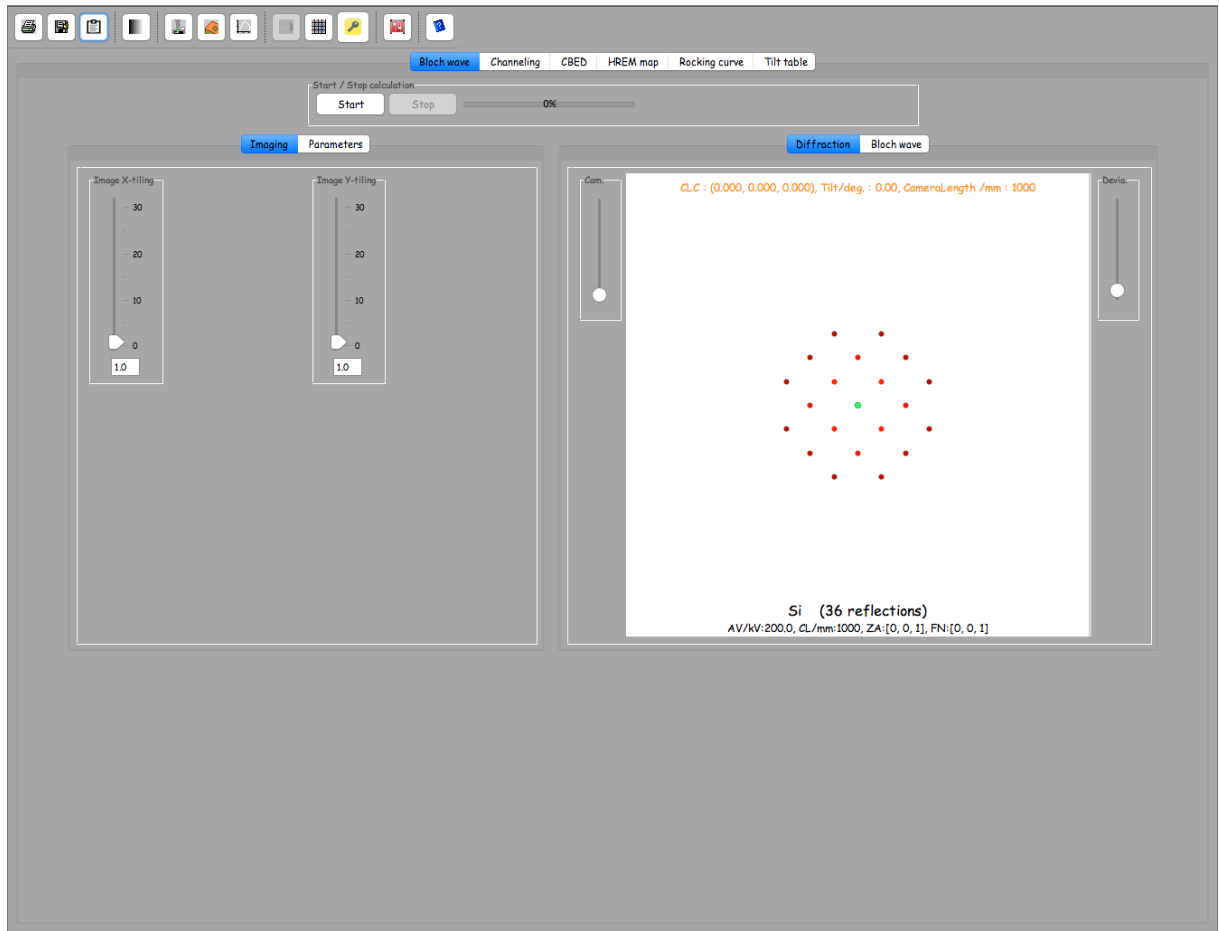 Bloch wave Channeling CBED HREM map Rocking curve Tilt table
Start / Stop calculation
Start Stop 0%
Imaging Parameters
Diffraction Bloch wave
Image X-tiling
30
20
10
0
1.0
Image Y-tiling
30
20
10
0
1.0
Cam.
CLC : (0.000, 0.000, 0.000), Tilt/deg. : 0.00, CameraLength /mm : 1000
Devia.
Si (36 reflections)
AV/kV:200.0, CL/mm:1000, ZA:[0, 0, 1], FN:[0, 0, 1]